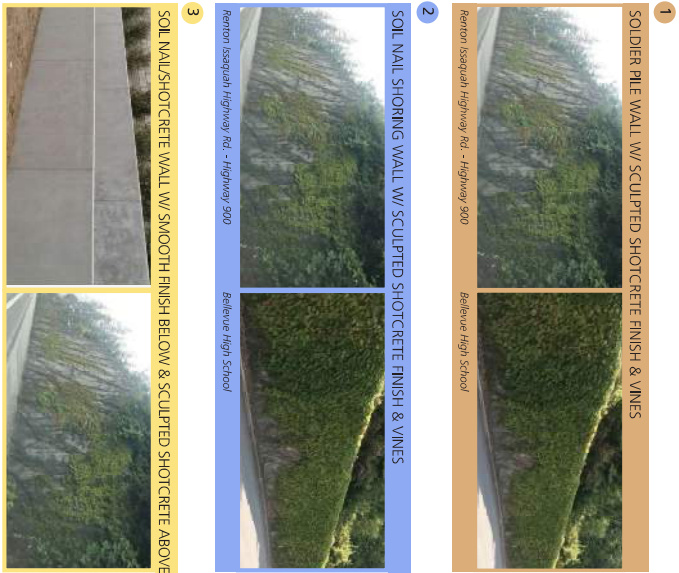 1
SOLDIER PILE WALL W/ SCULPTED SHOTCRETE FINISH & VINES
Renton Issaquah Highway Rd. - Highway 900
Bellevue High School
2
SOIL NAIL SHORING WALL W/ SCULPTED SHOTCRETE FINISH & VINES
Renton Issaquah Highway Rd. - Highway 900
Bellevue High School
3
SOIL NAIL/SHOTCRETE WALL W/ SMOOTH FINISH BELOW & SCULPTED SHOTCRETE ABOVE